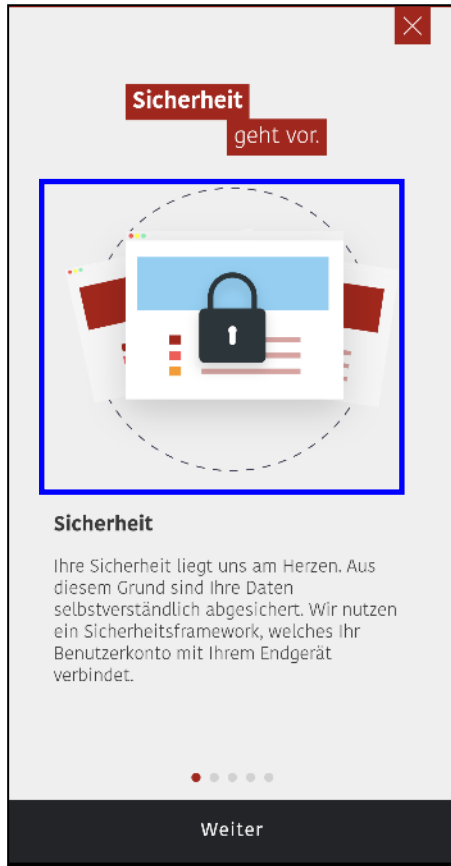 Sicherheit
geht vor.
Sicherheit
Ihre Sicherheit liegt uns am Herzen. Aus
diesem Grund sind Ihre Daten
selbstverständlich abgesichert. Wir nutzen
ein Sicherheitsframework, welches Ihr
Benutzerkonto mit Ihrem Endgerät
verbindet.
Weiter